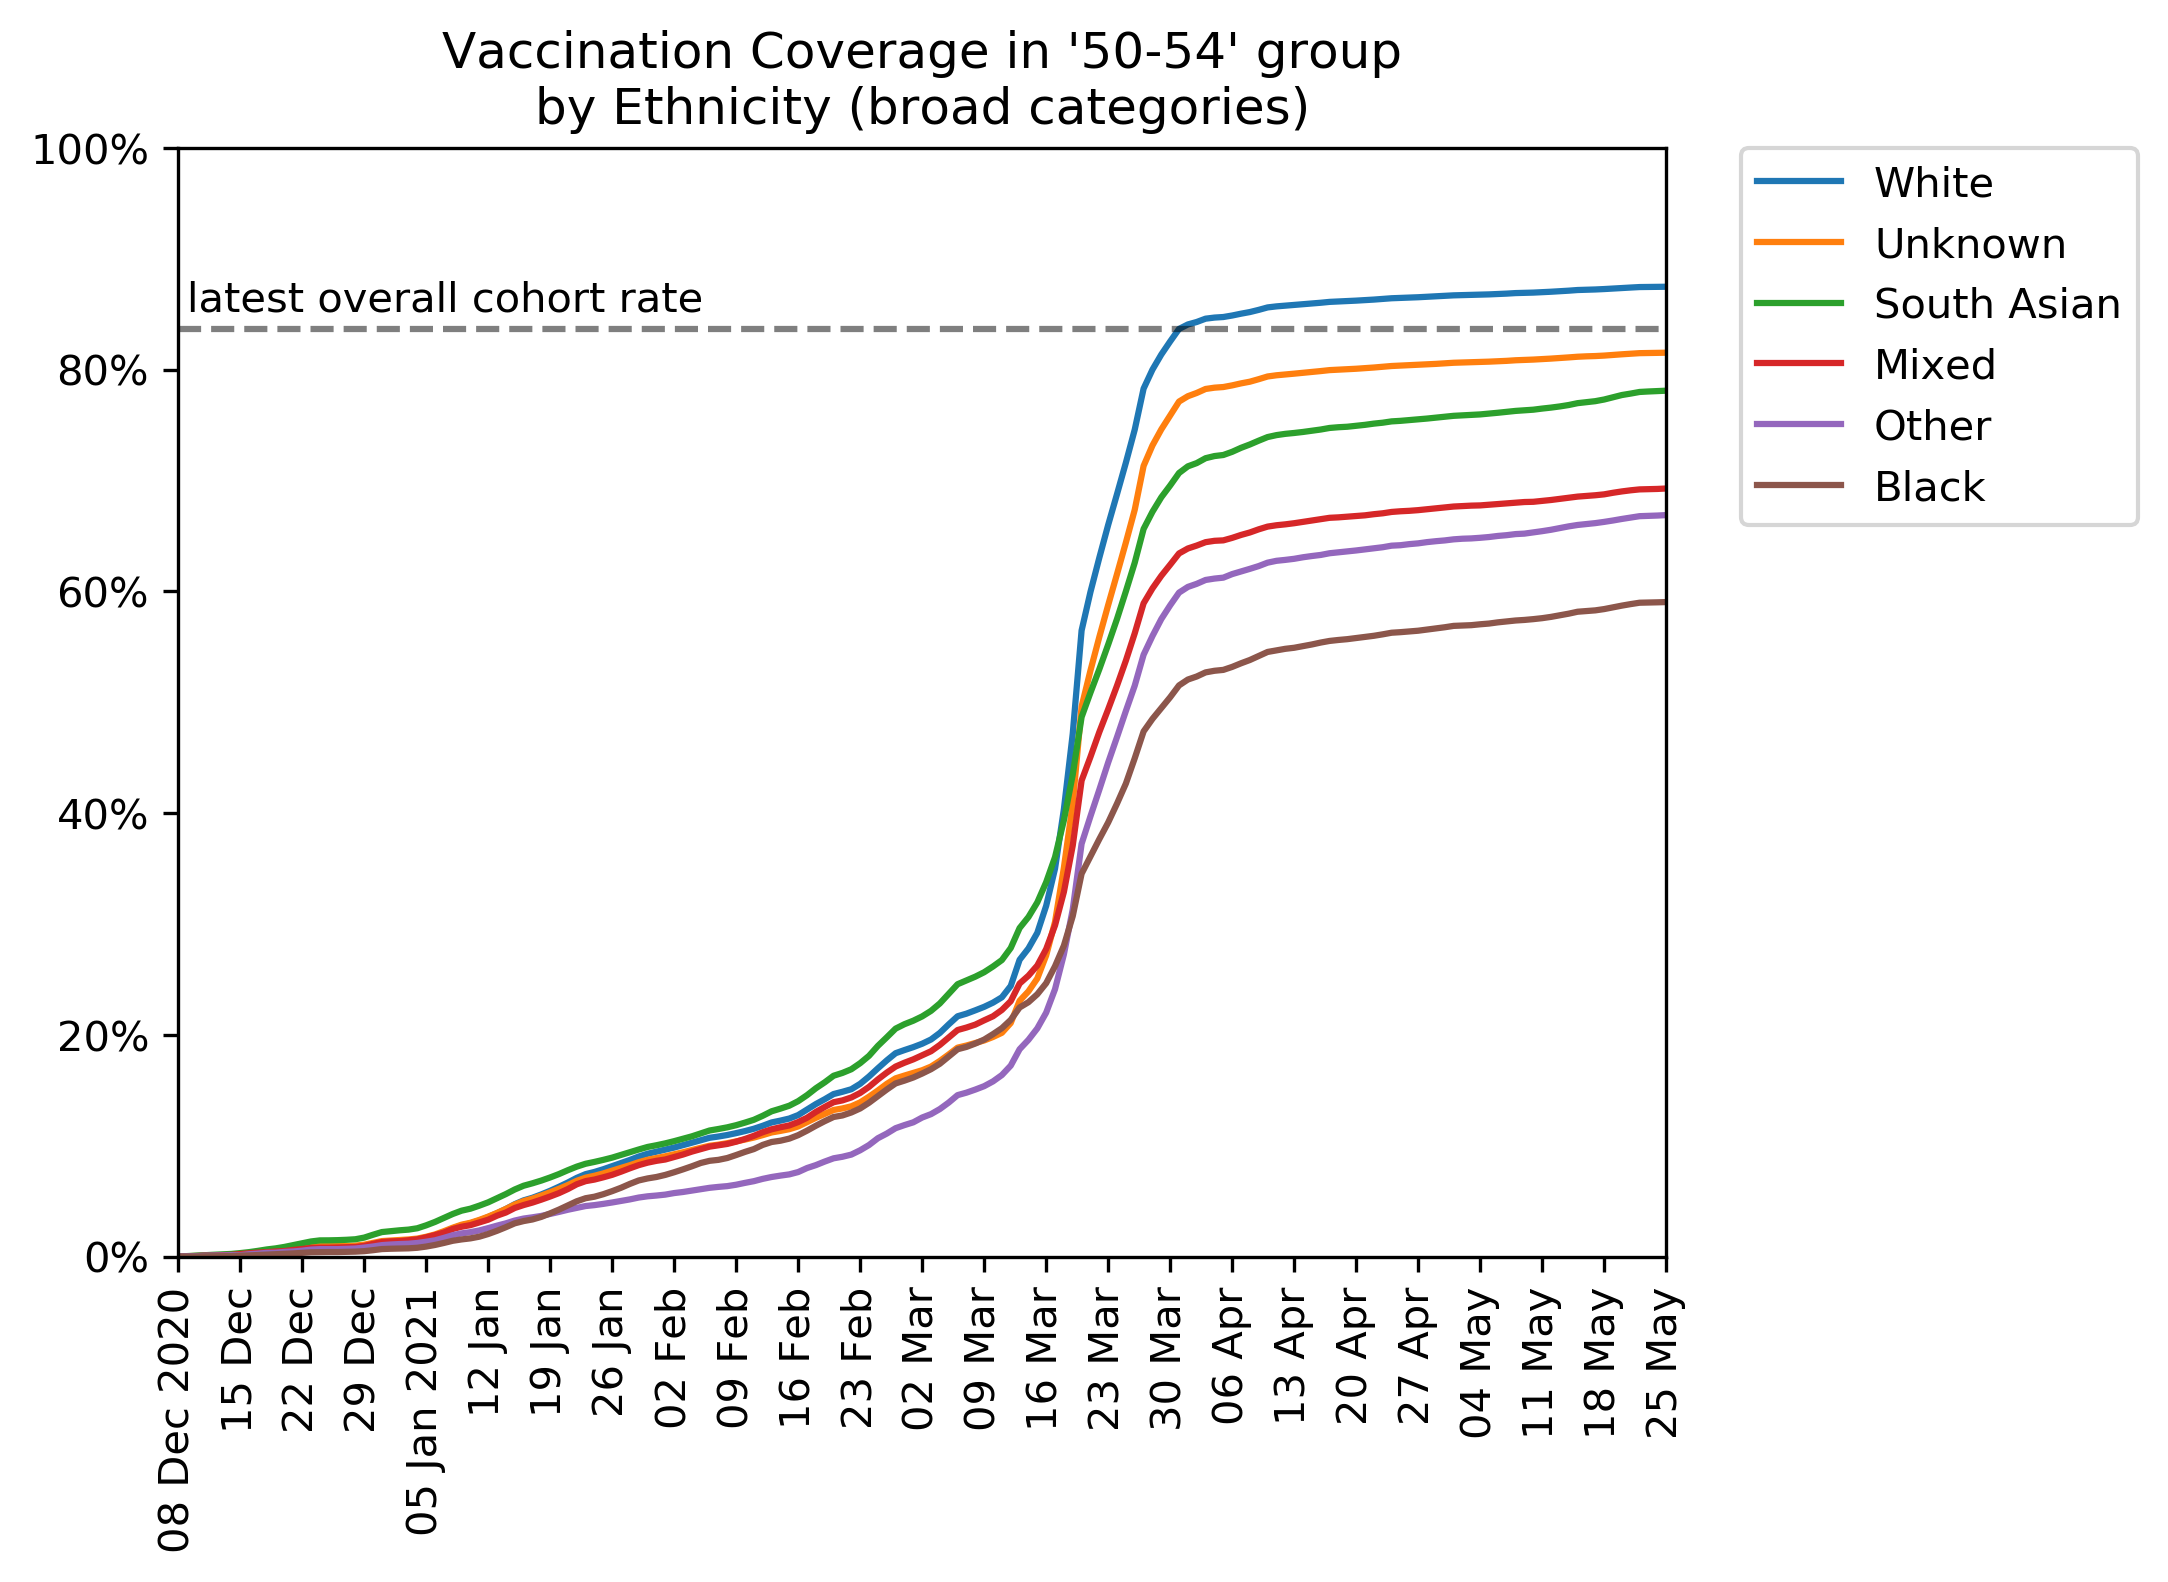 Vaccination Coverage in '50-54' group
by Ethnicity (broad categories)
100%
80%
60%
40%
20%
0%
latest overall cohort rate
White
Unknown
South Asian
Mixed
Other
Black
08 Dec 2020
15 Dec
22 Dec
29 Dec
05 Jan 2021
12 Jan
19 Jan
26 Jan
02 Feb
09 Feb
16 Feb
23 Feb
02 Mar
09 Mar
16 Mar
23 Mar
30 Mar
06 Apr
13 Apr
20 Apr
27 Apr
04 May
11 May
18 May
25 May